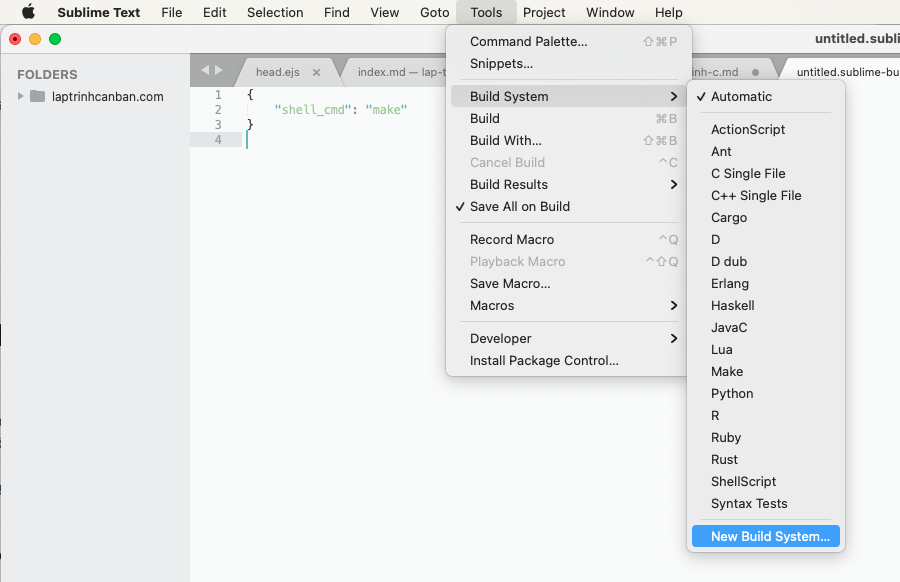 Sublime Text File Edit Selection Find View Goto Tools Project Window Help
untitled.subli
FOLDERS
laptrinhcanban.com
head.ejs ×
index.md — lap-t
inh-c.md
untitled.sublime-bu
1 {
2 "shell_cmd": "make"
3 }
4
Command Palette... ⇧⌘P
Snippets...
Build System
Build ⌘B
Build With... ⇧⌘B
Cancel Build ^C
Build Results
✓ Save All on Build
Record Macro ^Q
Playback Macro ^⇧Q
Save Macro...
Macros
Developer
Install Package Control...
✓ Automatic
ActionScript
Ant
C Single File
C++ Single File
Cargo
D
D dub
Erlang
Haskell
JavaC
Lua
Make
Python
R
Ruby
Rust
ShellScript
Syntax Tests
New Build System...